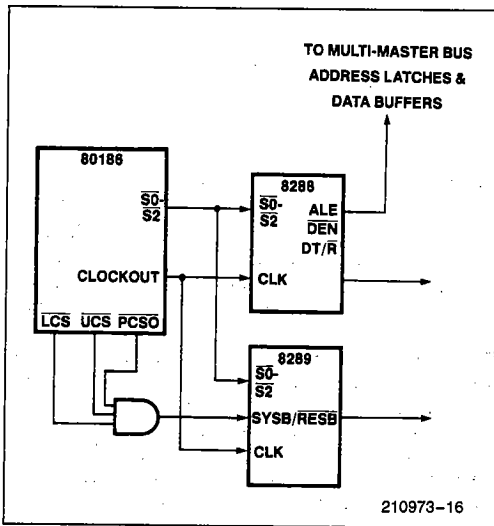 TO MULTI-MASTER BUS
ADDRESS LATCHES &
DATA BUFFERS
80186
S0-
S2
CLOCKOUT
LCS UCS PCSO
8288
S0-
S2
ALE
DEN
DT/R
CLK
8289
S0-
S2
SYSB/RESB
CLK
210973-16